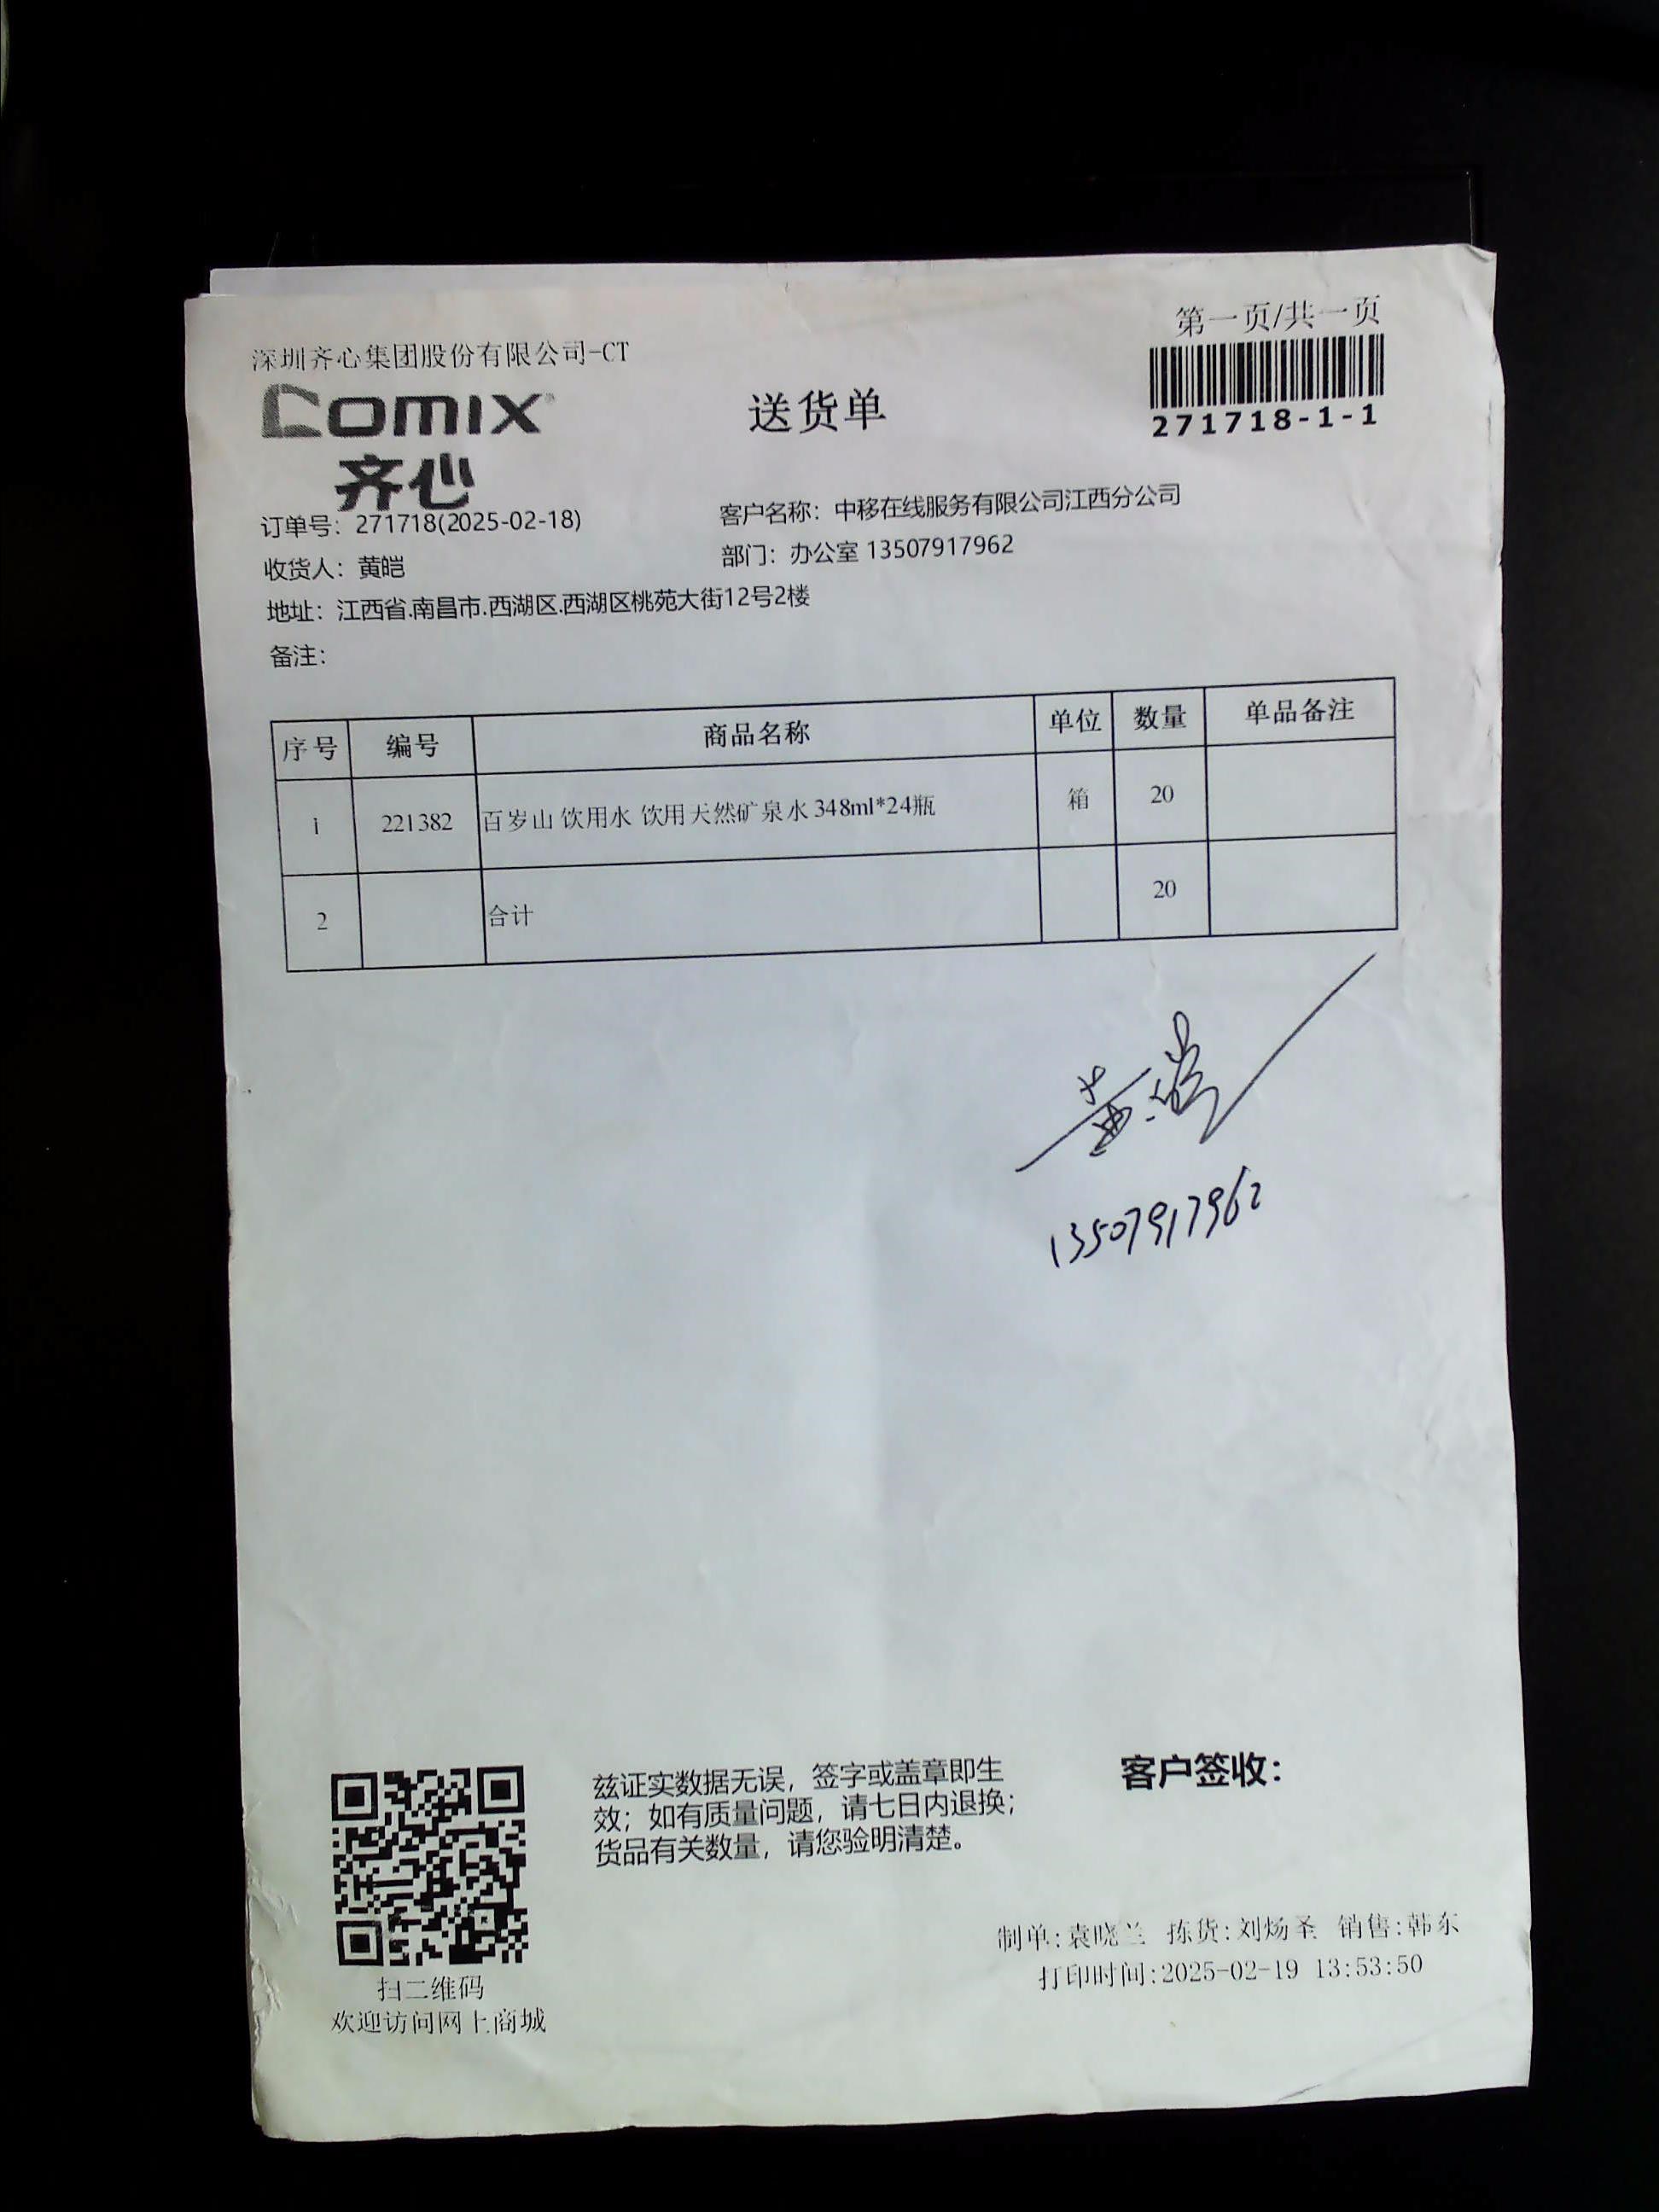 第一页/共一页
深圳齐心集团股份有限公司-CT
comix
齐心
送货单
271718-1-1
订单号：271718(2025-02-18)
客户名称：中移在线服务有限公司江西分公司
收货人：黄皑
部门：办公室 13507917962
地址：江西省.南昌市.西湖区.西湖区桃苑大街12号2楼
备注：
序号 编号 商品名称 单位 数量 单品备注
1 221382 百岁山 饮用水 饮用天然矿泉水 348ml*24瓶 箱 20
2 合计 20
黄皑
13507917962
兹证实数据无误，签字或盖章即生
效；如有质量问题，请七日内退换；
货品有关数量，请您验明清楚。
客户签收：
制单:袁晓兰 拣货:刘炀圣 销售:韩东
打印时间:2025-02-19 13:53:50
扫二维码
欢迎访问网上商城